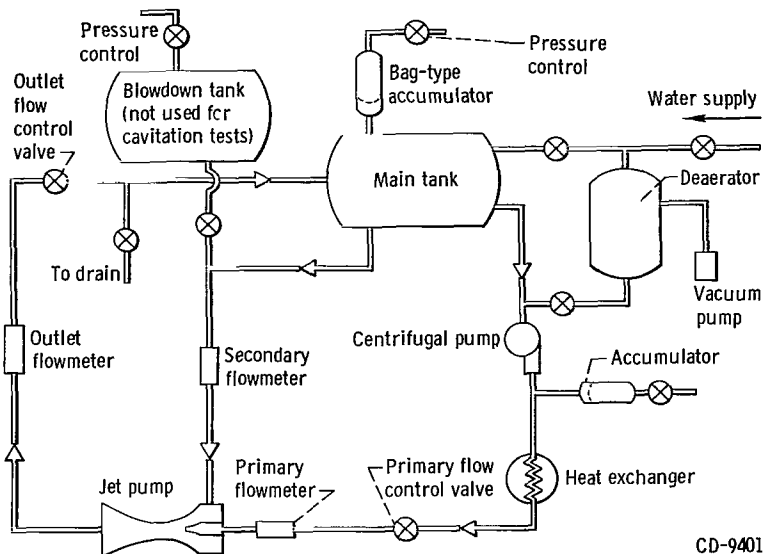 Pressure
control
Outlet
flow
control
valve
Blowdown tank
(not used for
cavitation tests)
Bag-type
accumulator
Pressure
control
Water supply
Main tank
Deaerator
To drain
Vacuum
pump
Outlet
flowmeter
Secondary
flowmeter
Centrifugal pump
Accumulator
Jet pump
Primary
flowmeter
Primary flow
control valve
Heat exchanger
CD-9401